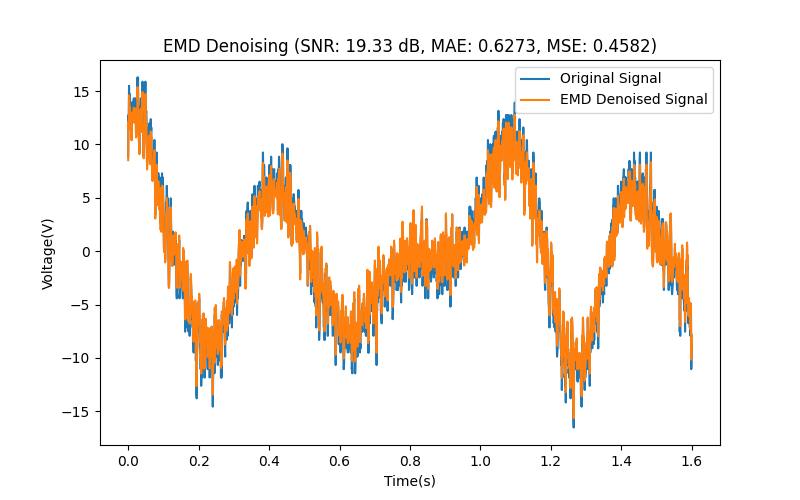 EMD Denoising (SNR: 19.33 dB, MAE: 0.6273, MSE: 0.4582)
Original Signal
EMD Denoised Signal
15
10
5
0
−5
−10
−15
Voltage(V)
0.0 0.2 0.4 0.6 0.8 1.0 1.2 1.4 1.6
Time(s)